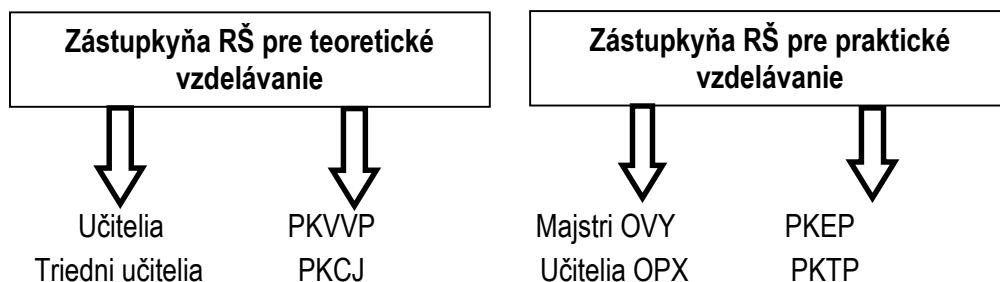 Zástupkyňa RŠ pre teoretické
vzdelávanie
Zástupkyňa RŠ pre praktické
vzdelávanie
Učitelia PKVVP
Triedni učitelia PKCJ
Majstri OVY PKEP
Učitelia OPX PKTP